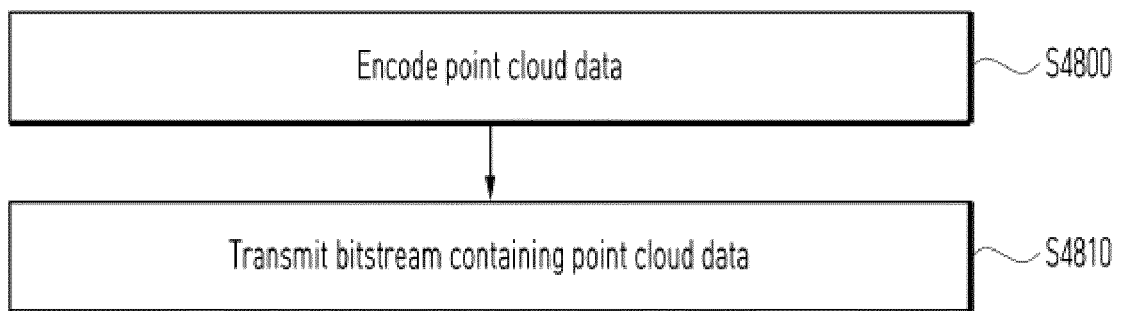 Encode point cloud data
S4800
Transmit bitstream containing point cloud data
S4810